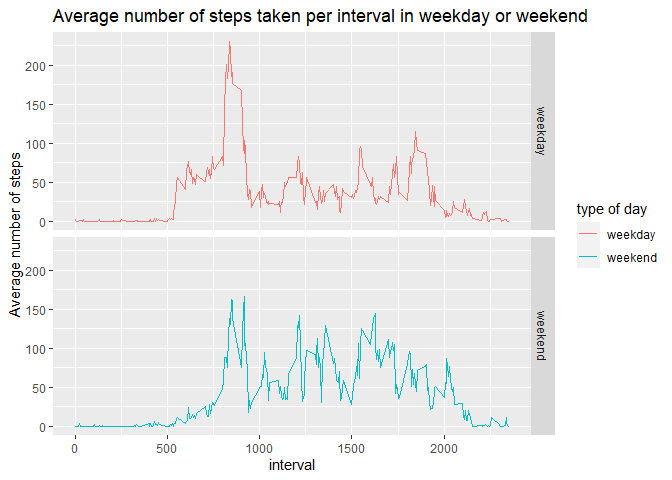 Average number of steps taken per interval in weekday or weekend
Average number of steps
200
150
100
50
0
weekday
200
150
100
50
0
weekend
0
500
1000
1500
2000
interval
type of day
weekday
weekend